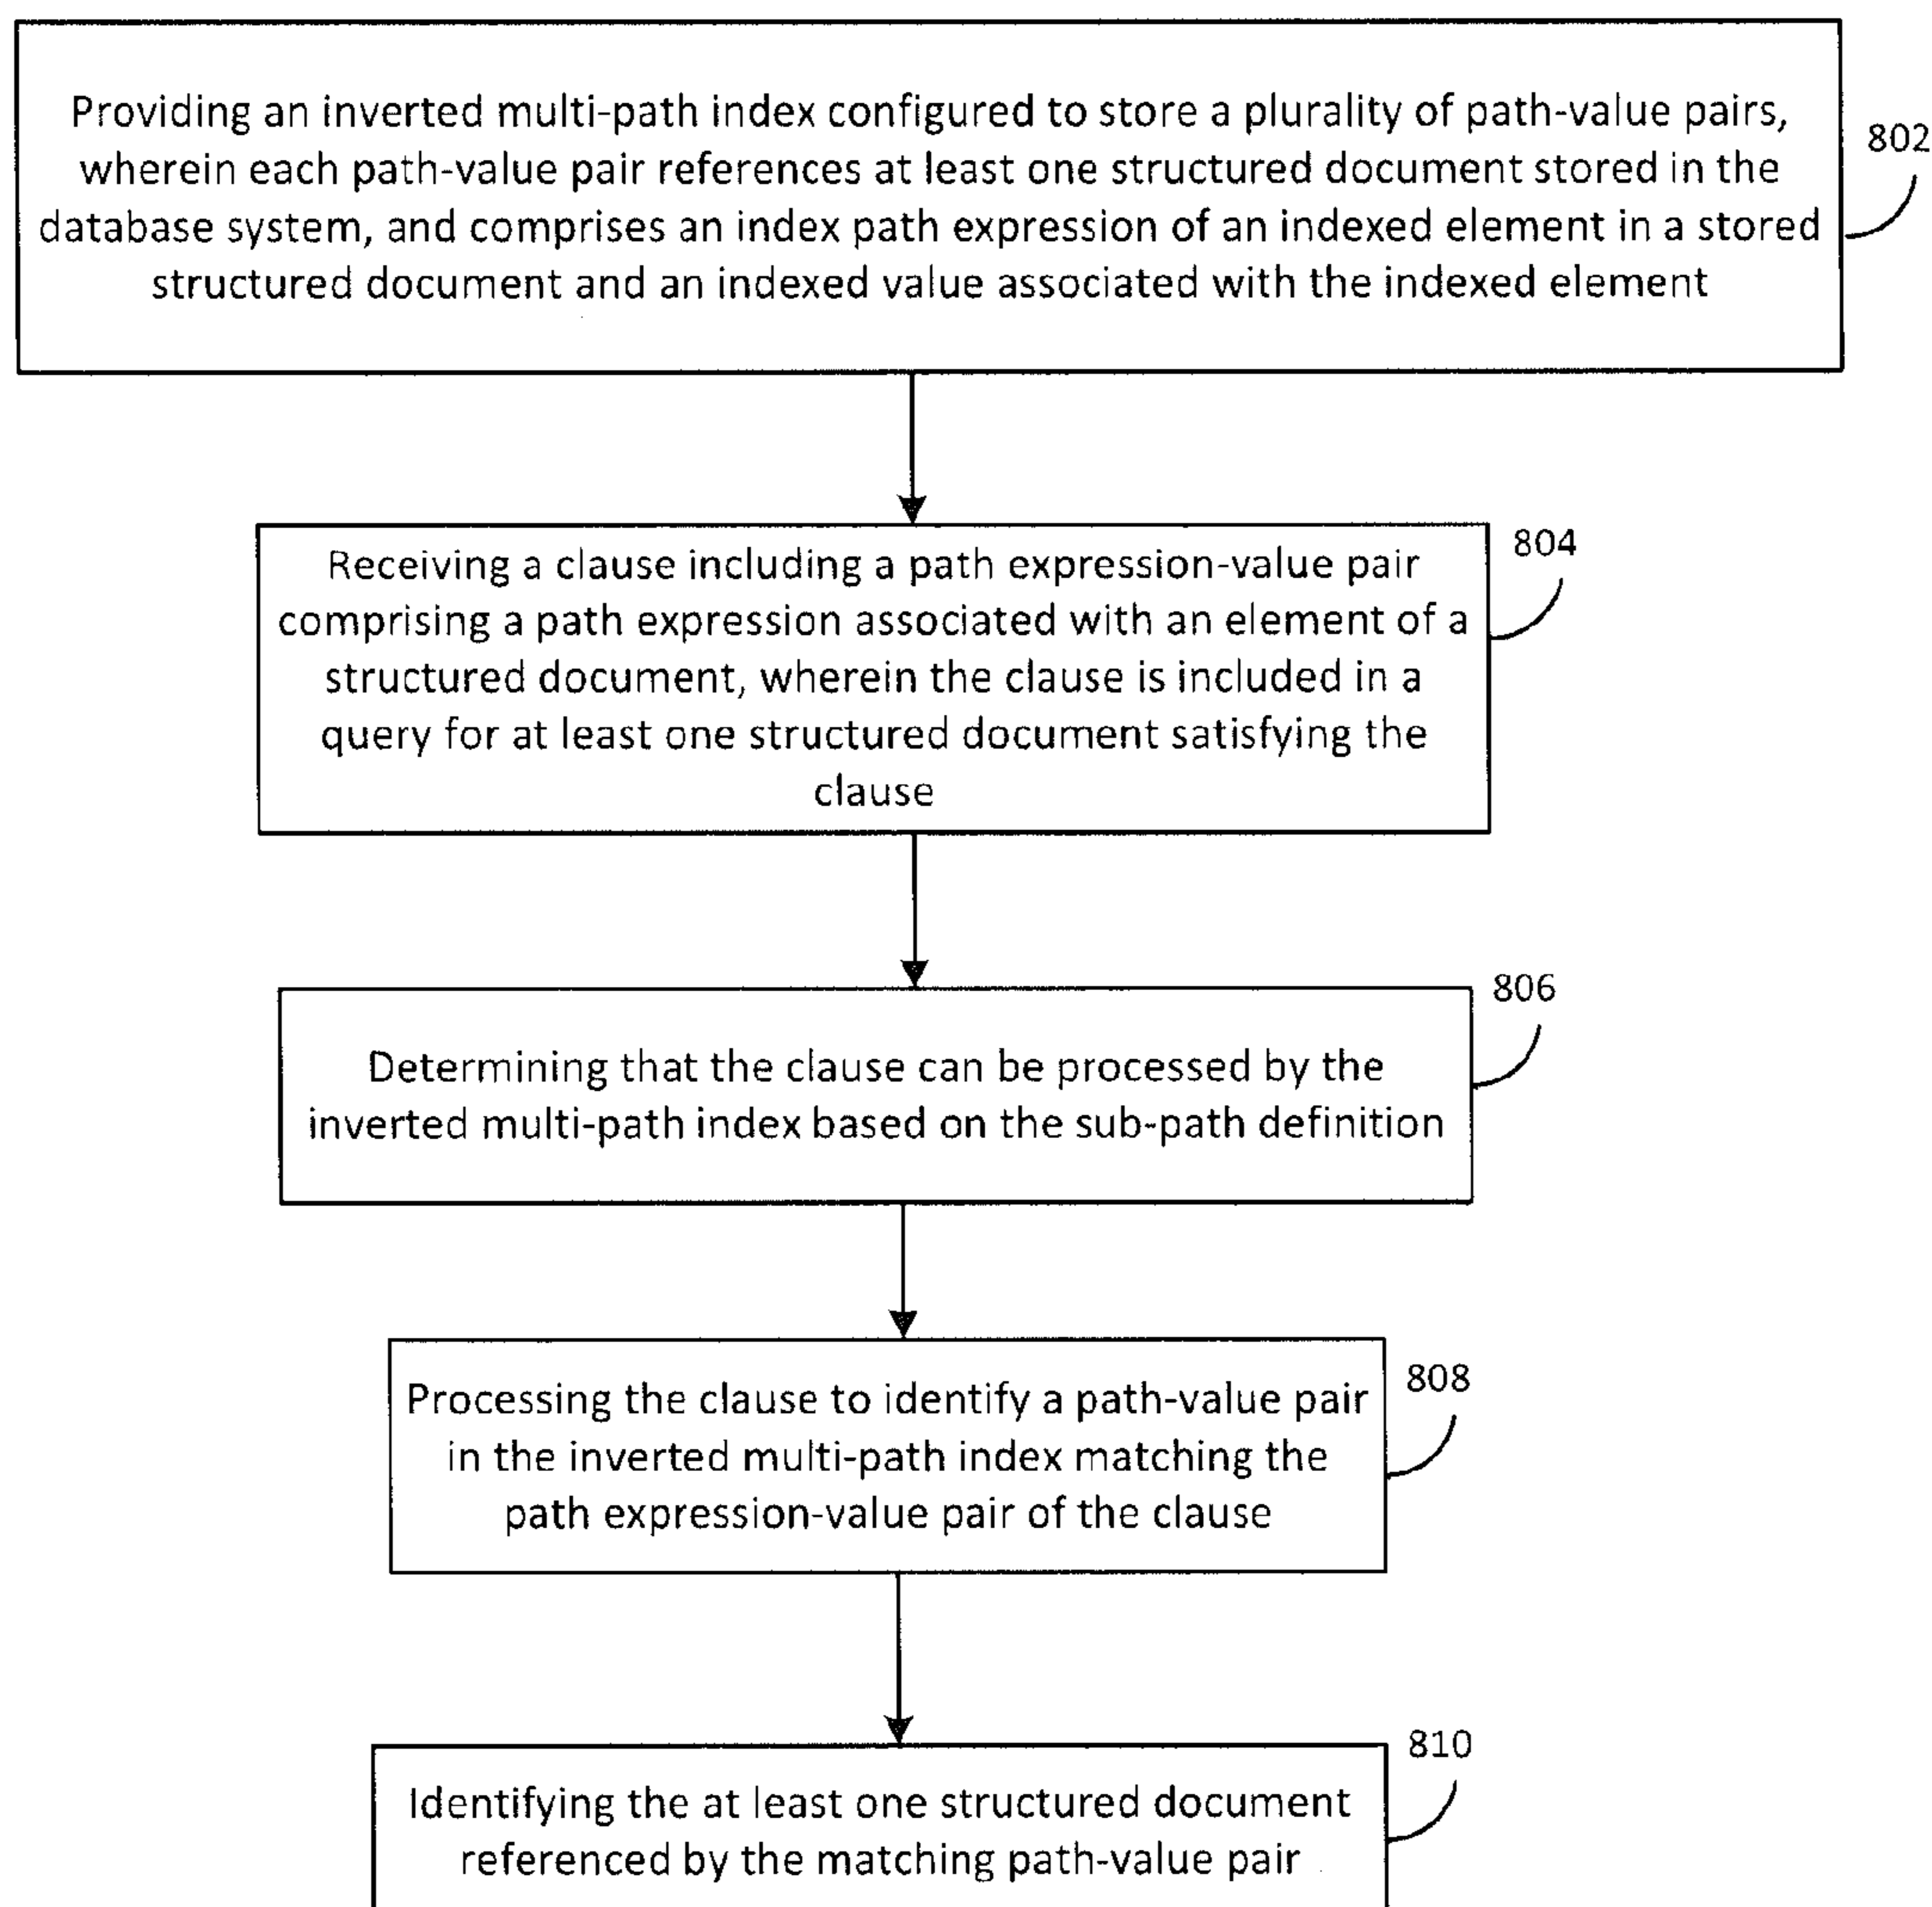 Providing an inverted multi-path index configured to store a plurality of path-value pairs,
wherein each path-value pair references at least one structured document stored in the
database system, and comprises an index path expression of an indexed element in a stored
structured document and an indexed value associated with the indexed element
802
Receiving a clause including a path expression-value pair
comprising a path expression associated with an element of a
structured document, wherein the clause is included in a
query for at least one structured document satisfying the
clause
804
Determining that the clause can be processed by the
inverted multi-path index based on the sub-path definition
806
Processing the clause to identify a path-value pair
in the inverted multi-path index matching the
path expression-value pair of the clause
808
Identifying the at least one structured document
referenced by the matching path-value pair
810